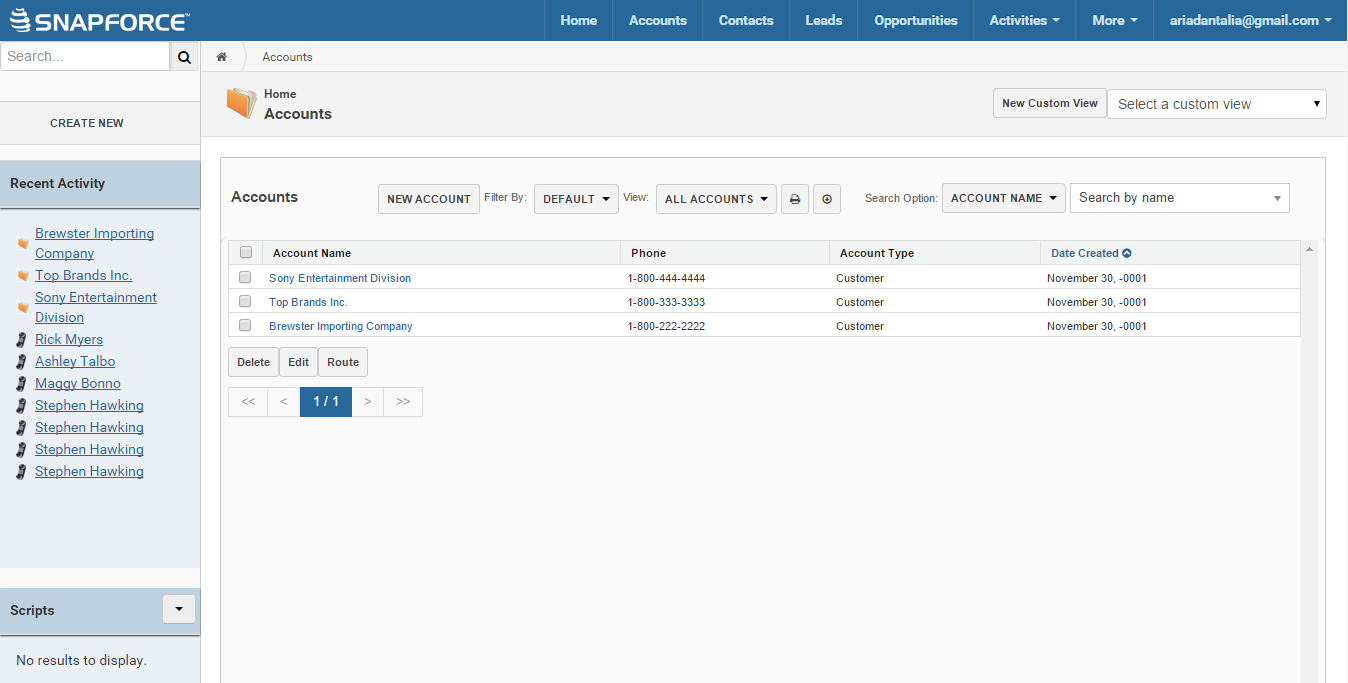 SNAPFORCE™
Home Accounts Contacts Leads Opportunities Activities More ariadantalia@gmail.com
Search...
Accounts
CREATE NEW
Home
Accounts
New Custom View Select a custom view
Recent Activity
Brewster Importing
Company
Top Brands Inc.
Sony Entertainment
Division
Rick Myers
Ashley Talbo
Maggy Bonno
Stephen Hawking
Stephen Hawking
Stephen Hawking
Stephen Hawking
Scripts
No results to display.
Accounts NEW ACCOUNT Filter By: DEFAULT View: ALL ACCOUNTS Search Option: ACCOUNT NAME Search by name
Account Name Phone Account Type Date Created
Sony Entertainment Division 1-800-444-4444 Customer November 30, -0001
Top Brands Inc. 1-800-333-3333 Customer November 30, -0001
Brewster Importing Company 1-800-222-2222 Customer November 30, -0001
Delete Edit Route
<< < 1 / 1 > >>